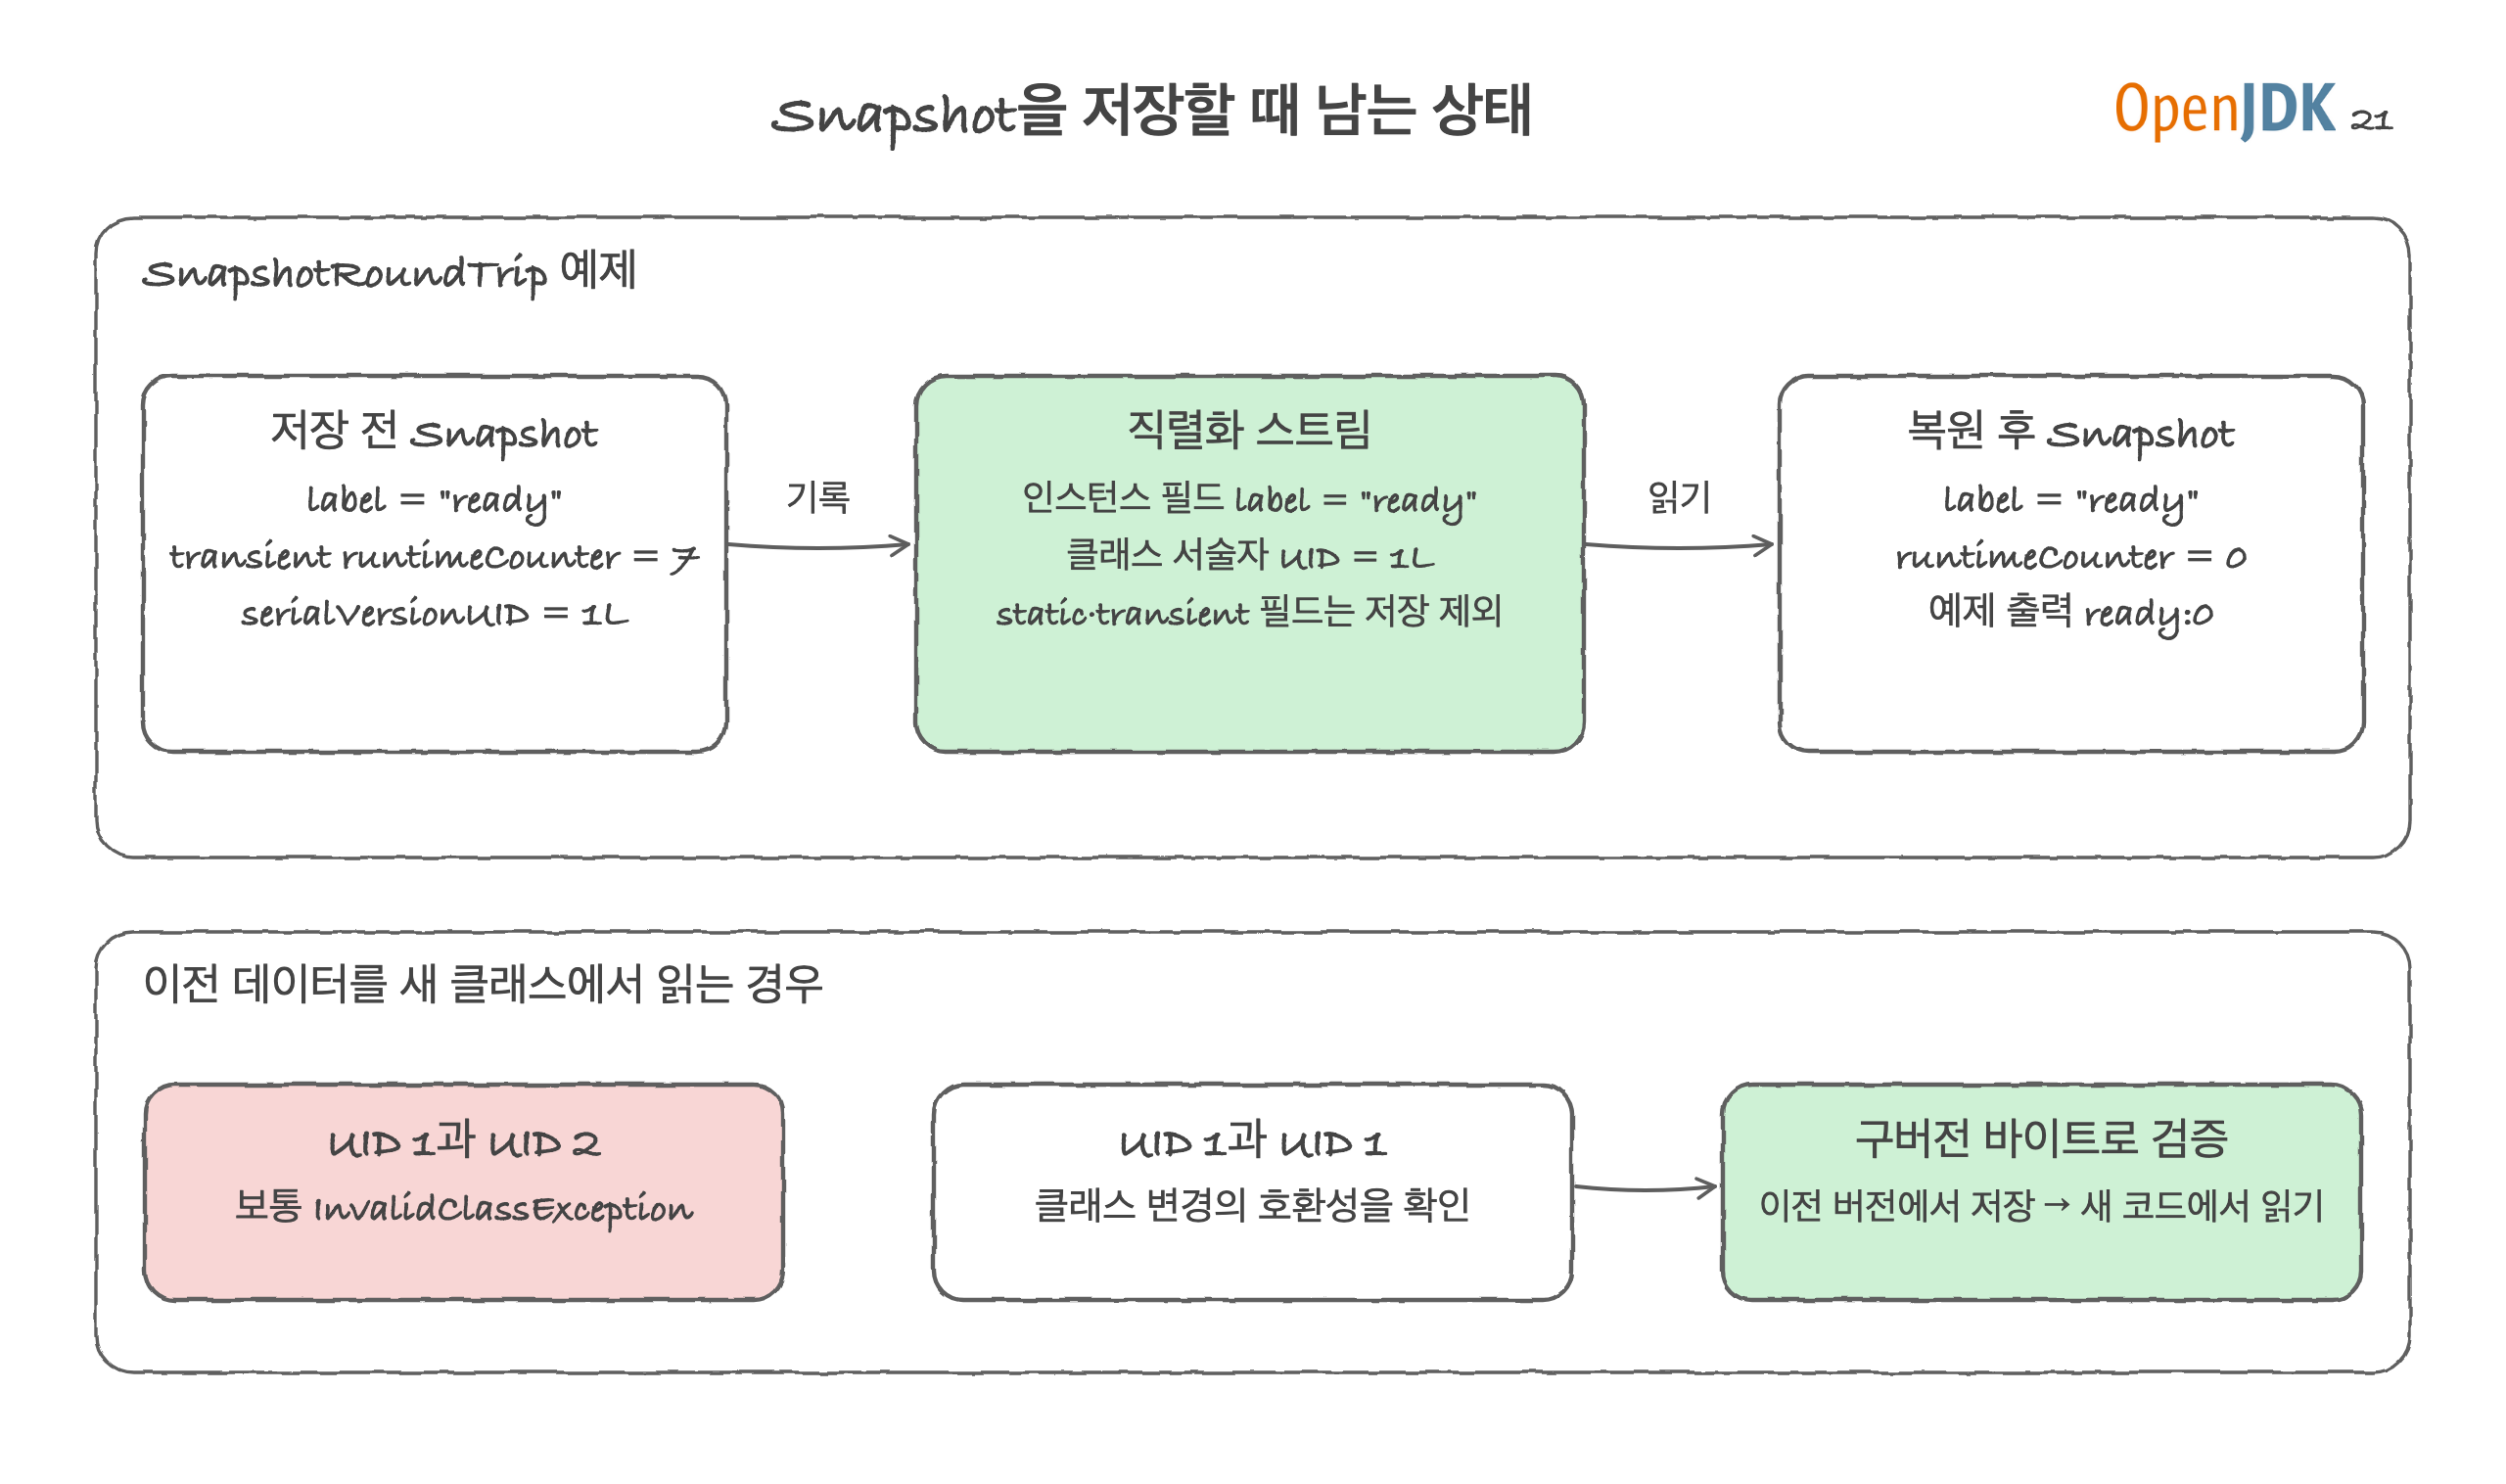 Snapshot을 저장할 때 남는 상태
OpenJDK 21
SnapshotRoundTrip 예제
저장 전 Snapshot
label = "ready"
transient runtimeCounter = 7
serialVersionUID = 1L
기록
직렬화 스트림
인스턴스 필드 label = "ready"
클래스 서술자 UID = 1L
static·transient 필드는 저장 제외
읽기
복원 후 Snapshot
label = "ready"
runtimeCounter = 0
예제 출력 ready:0
이전 데이터를 새 클래스에서 읽는 경우
UID 1과 UID 2
보통 InvalidClassException
UID 1과 UID 1
클래스 변경의 호환성을 확인
구버전 바이트로 검증
이전 버전에서 저장 → 새 코드에서 읽기